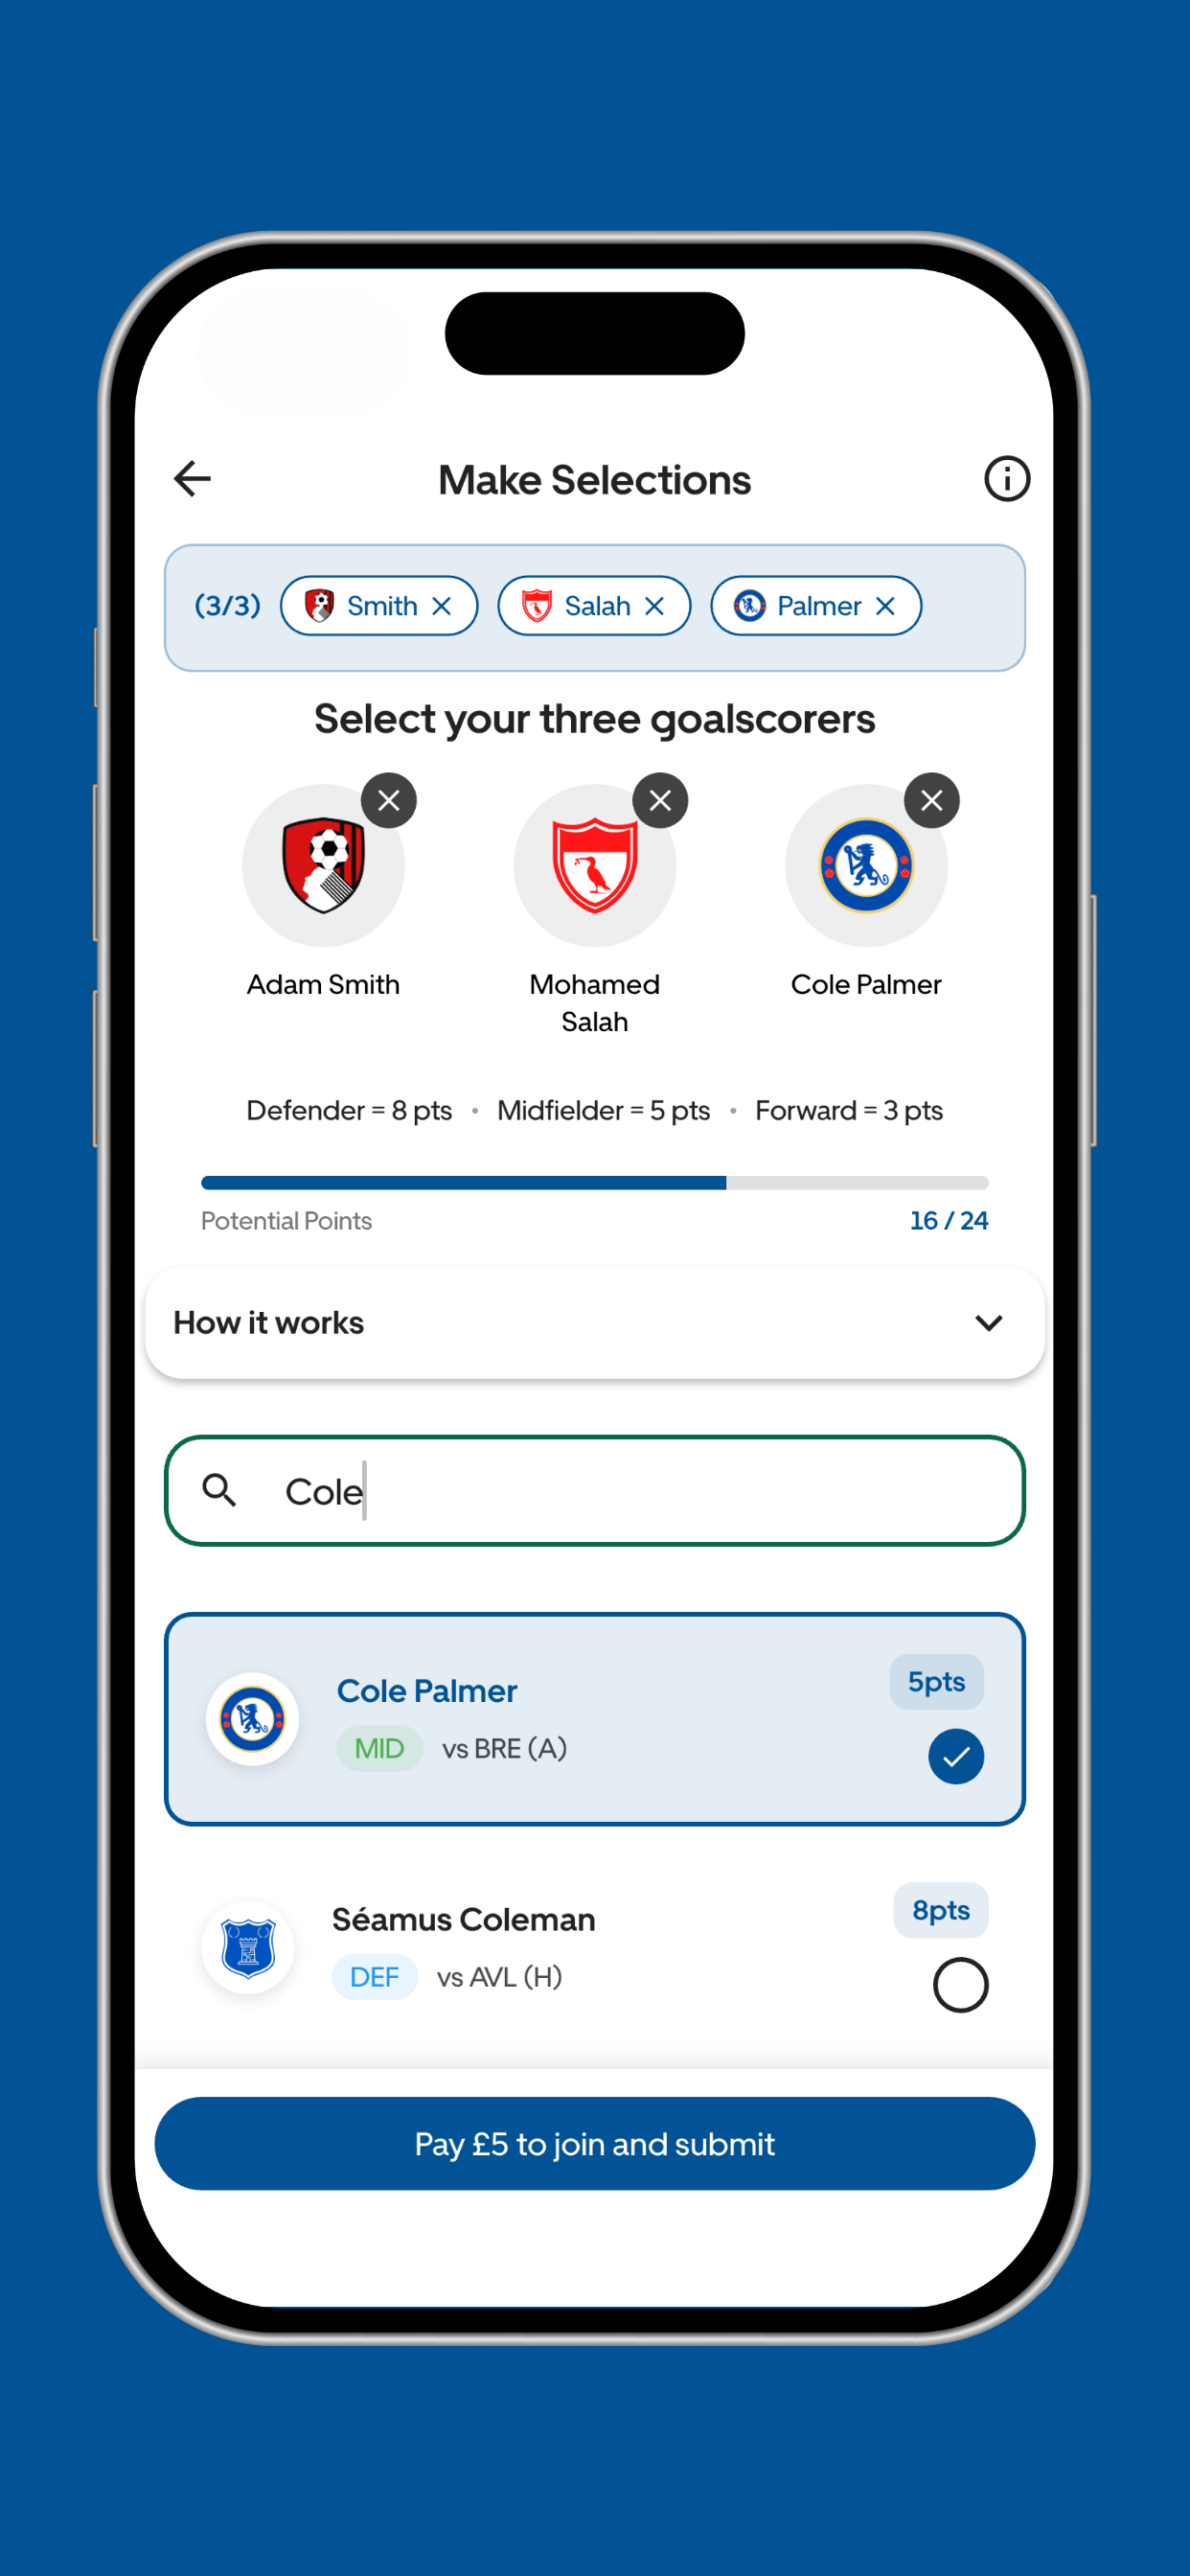 Make Selections
(3/3) Smith Salah Palmer
Select your three goalscorers
Adam Smith
Mohamed
Salah
Cole Palmer
Defender = 8 pts • Midfielder = 5 pts • Forward = 3 pts
Potential Points 16 / 24
How it works
Cole
Cole Palmer 5pts
MID vs BRE (A)
Séamus Coleman 8pts
DEF vs AVL (H)
Pay £5 to join and submit